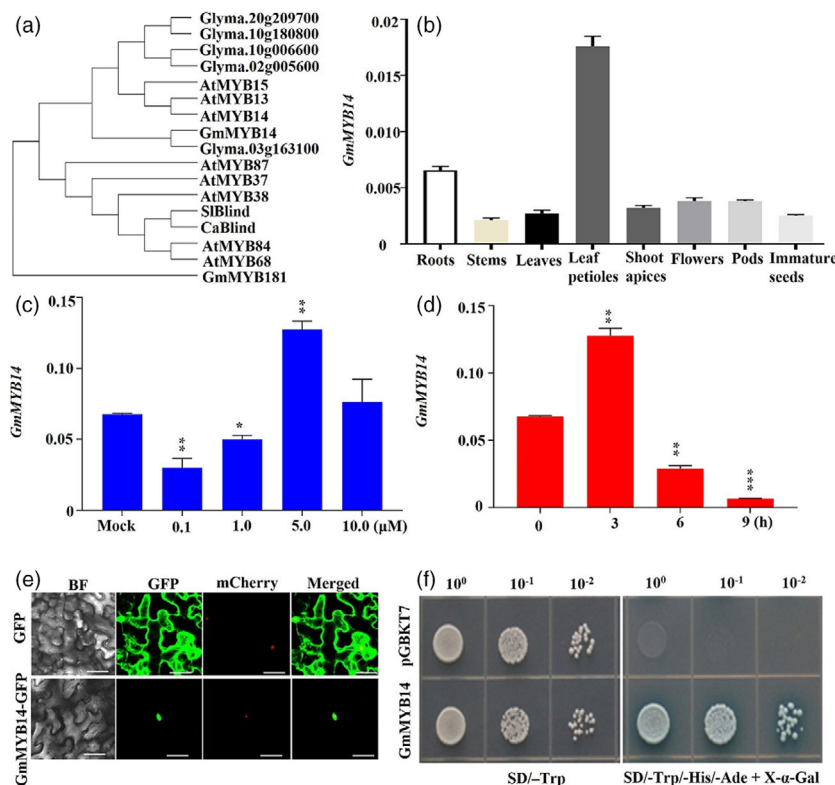 (a)
Glyma.20g209700
Glyma.10g180800
Glyma.10g006600
Glyma.02g005600
AtMYB15
AtMYB13
AtMYB14
GmMYB14
Glyma.03g163100
AtMYB87
AtMYB37
AtMYB38
SlBlind
CaBlind
AtMYB84
AtMYB68
GmMYB181
(b)
GmMYB14
0.020
0.015
0.010
0.005
0
Roots Stems Leaves Leaf petioles Shoot apices Flowers Pods Immature seeds
(c)
GmMYB14
0.15
0.10
0.05
0
** * **
Mock 0.1 1.0 5.0 10.0 (µM)
(d)
GmMYB14
0.15
0.10
0.05
0
** ** ***
0 3 6 9 (h)
(e)
BF GFP mCherry Merged
GFP
GmMYB14-GFP
(f)
10⁰ 10⁻¹ 10⁻² 10⁰ 10⁻¹ 10⁻²
pGBKT7
GmMYB14
SD/–Trp SD/-Trp/-His/-Ade + X-α-Gal